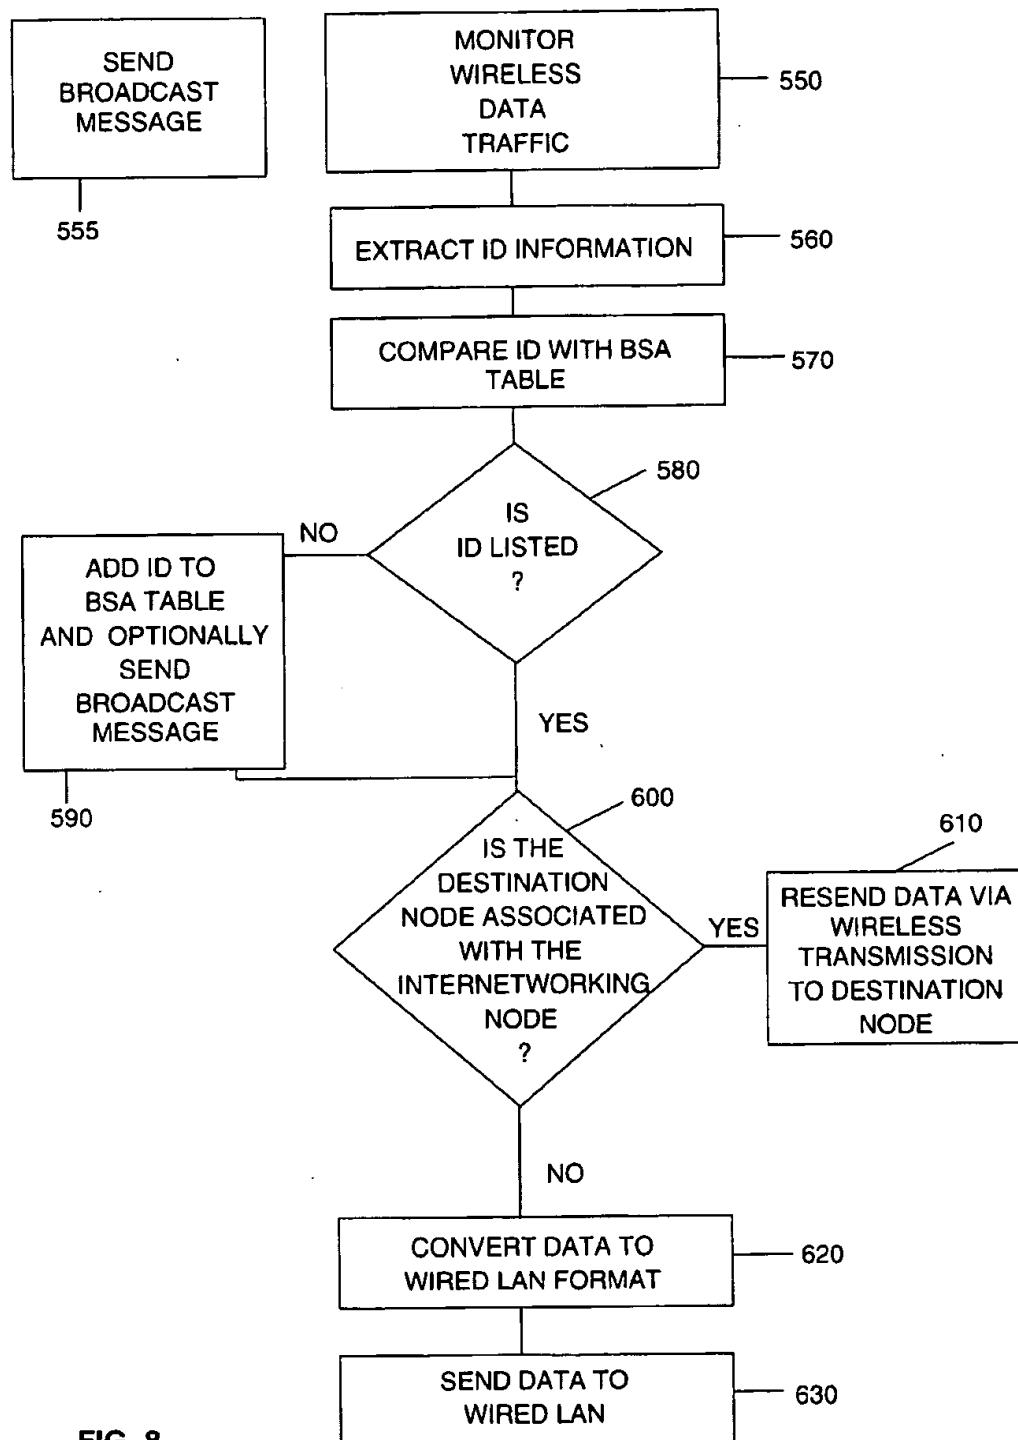 SEND
BROADCAST
MESSAGE
555
MONITOR
WIRELESS
DATA
TRAFFIC
550
EXTRACT ID INFORMATION
560
COMPARE ID WITH BSA
TABLE
570
580
IS
ID LISTED
?
NO
ADD ID TO
BSA TABLE
AND OPTIONALLY
SEND
BROADCAST
MESSAGE
590
YES
600
IS THE
DESTINATION
NODE ASSOCIATED
WITH THE
INTERNETWORKING
NODE
?
YES
610
RESEND DATA VIA
WIRELESS
TRANSMISSION
TO DESTINATION
NODE
NO
CONVERT DATA TO
WIRED LAN FORMAT
620
SEND DATA TO
WIRED LAN
630
FIG. 8